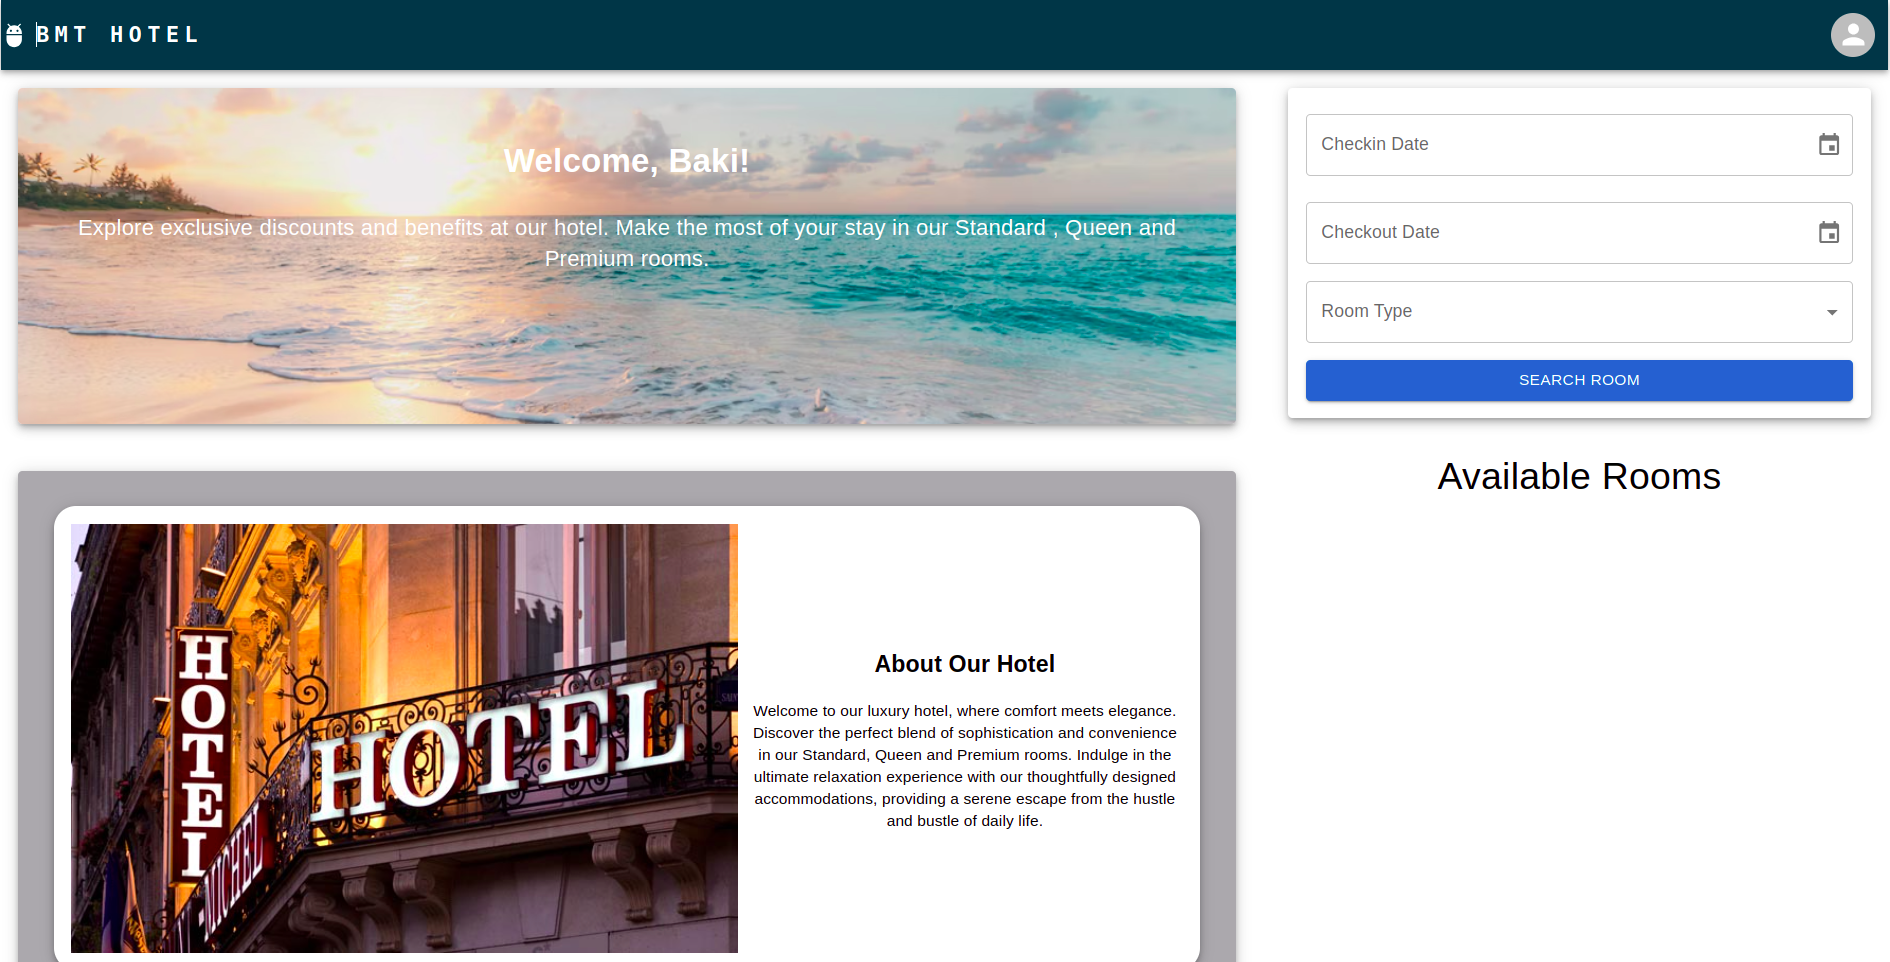 BMT HOTEL
Welcome, Baki!
Explore exclusive discounts and benefits at our hotel. Make the most of your stay in our Standard , Queen and
Premium rooms.
Checkin Date
Checkout Date
Room Type
SEARCH ROOM
Available Rooms
HOTEL
HOTEL
About Our Hotel
Welcome to our luxury hotel, where comfort meets elegance.
Discover the perfect blend of sophistication and convenience
in our Standard, Queen and Premium rooms. Indulge in the
ultimate relaxation experience with our thoughtfully designed
accommodations, providing a serene escape from the hustle
and bustle of daily life.